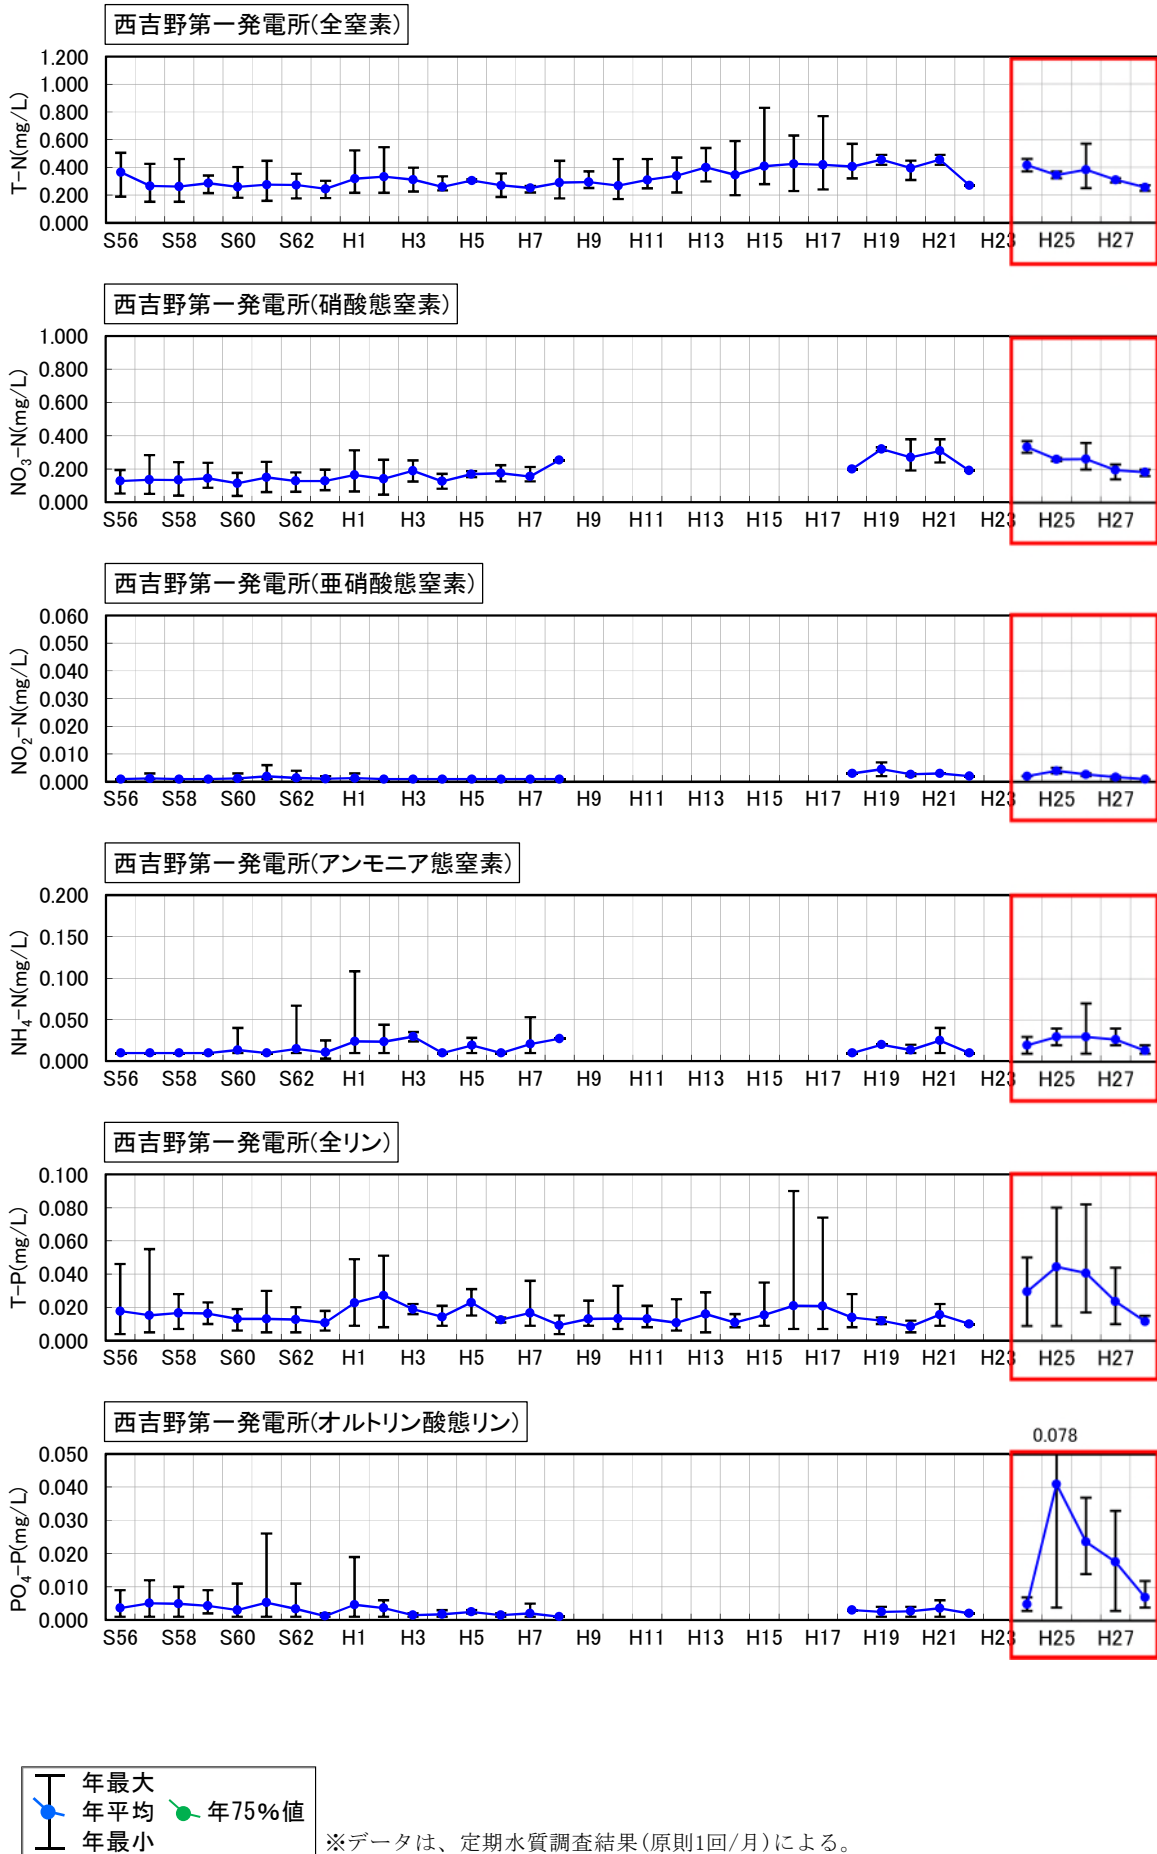 西吉野第一発電所(全窒素)
T-N(mg/L)
1.200
1.000
0.800
0.600
0.400
0.200
0.000
S56 S58 S60 S62 H1 H3 H5 H7 H9 H11 H13 H15 H17 H19 H21 H23 H25 H27
西吉野第一発電所(硝酸態窒素)
NO₃-N(mg/L)
1.000
0.800
0.600
0.400
0.200
0.000
S56 S58 S60 S62 H1 H3 H5 H7 H9 H11 H13 H15 H17 H19 H21 H23 H25 H27
西吉野第一発電所(亜硝酸態窒素)
NO₂-N(mg/L)
0.060
0.050
0.040
0.030
0.020
0.010
0.000
S56 S58 S60 S62 H1 H3 H5 H7 H9 H11 H13 H15 H17 H19 H21 H23 H25 H27
西吉野第一発電所(アンモニア態窒素)
NH₄-N(mg/L)
0.200
0.150
0.100
0.050
0.000
S56 S58 S60 S62 H1 H3 H5 H7 H9 H11 H13 H15 H17 H19 H21 H23 H25 H27
西吉野第一発電所(全リン)
T-P(mg/L)
0.100
0.080
0.060
0.040
0.020
0.000
S56 S58 S60 S62 H1 H3 H5 H7 H9 H11 H13 H15 H17 H19 H21 H23 H25 H27
西吉野第一発電所(オルトリン酸態リン)
0.078
PO₄-P(mg/L)
0.050
0.040
0.030
0.020
0.010
0.000
S56 S58 S60 S62 H1 H3 H5 H7 H9 H11 H13 H15 H17 H19 H21 H23 H25 H27
年最大
年平均 年75%値
年最小
※データは、定期水質調査結果(原則1回/月)による。